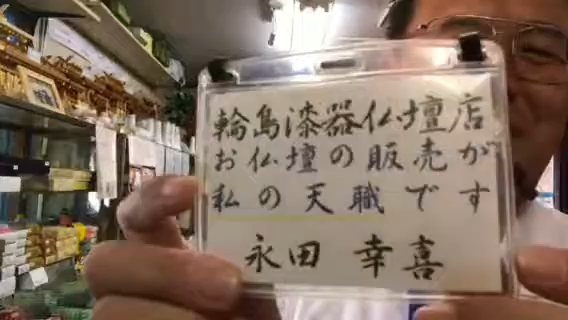 輪島漆器仏壇店
お仏壇の販売が
私の天職です
永田 幸喜